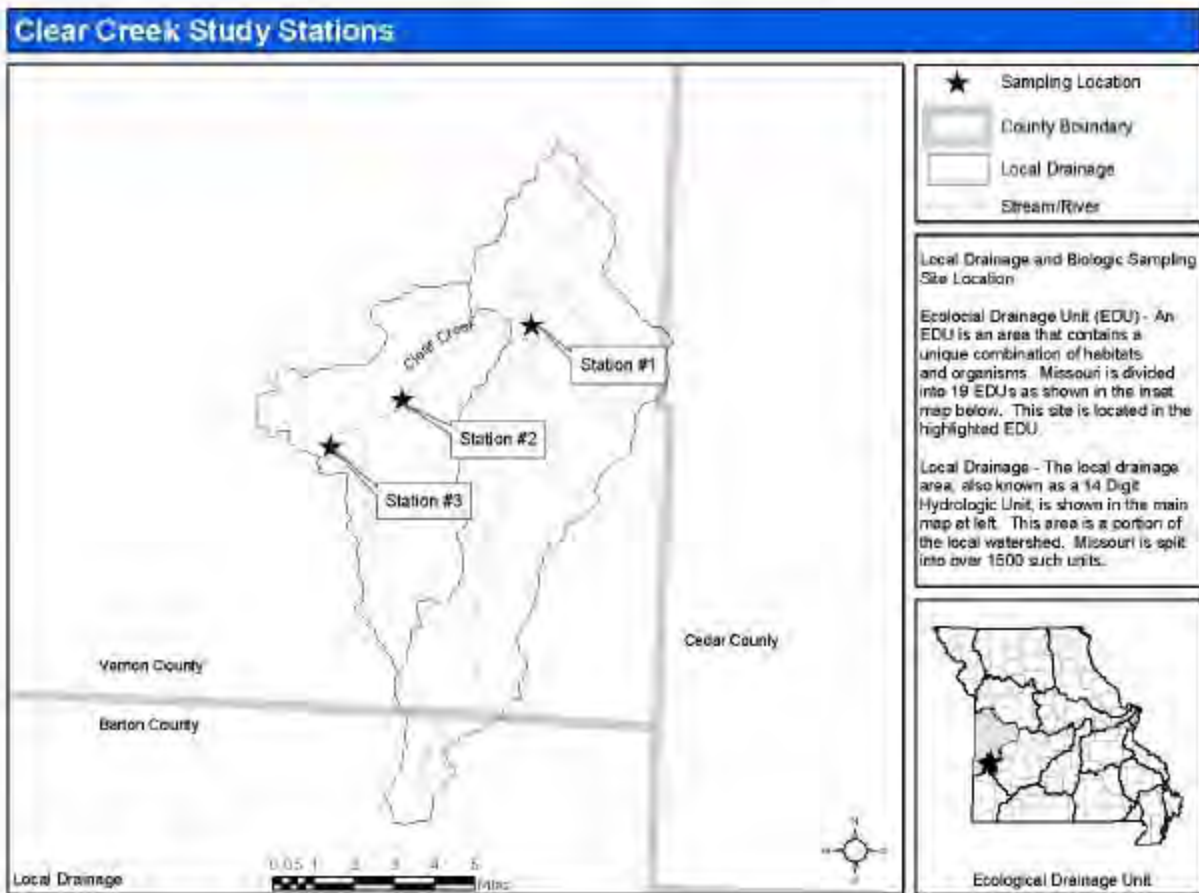 Clear Creek Study Stations
Clear Creek
Station #1
Station #2
Station #3
Cedar County
Vernon County
Barton County
0 0.5 1 2 3 4 5
Miles
Local Drainage
N
Sampling Location
County Boundary
Local Drainage
Stream/River
Local Drainage and Biologic Sampling
Site Location
Ecolocial Drainage Unit (EDU) - An
EDU is an area that contains a
unique combination of habitats
and organisms. Missouri is divided
into 19 EDUs as shown in the inset
map below. This site is located in the
highlighted EDU
Local Drainage - The local drainage
area, also known as a 14 Digit
Hydrologic Unit, is shown in the main
map at left. This area is a portion of
the local watershed. Missouri is split
into over 1500 such units.
Ecological Drainage Unit